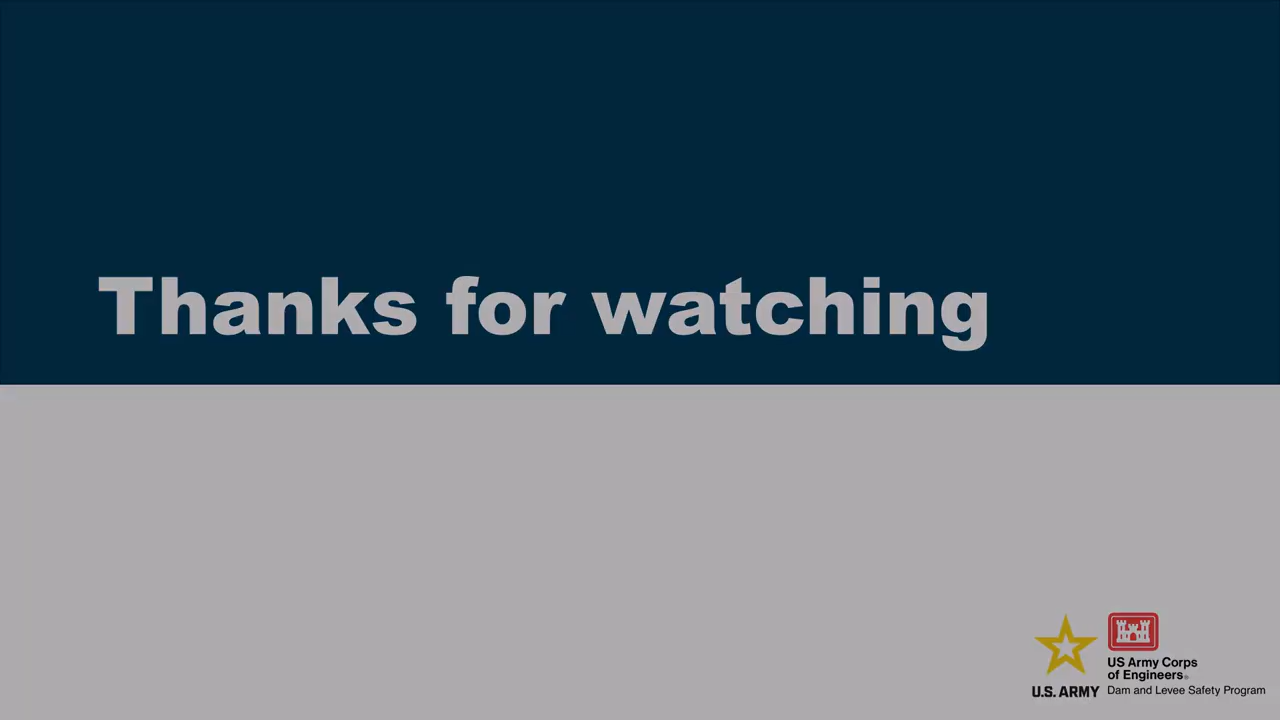 Thanks for watching
U.S. ARMY
US Army Corps
of Engineers®
Dam and Levee Safety Program